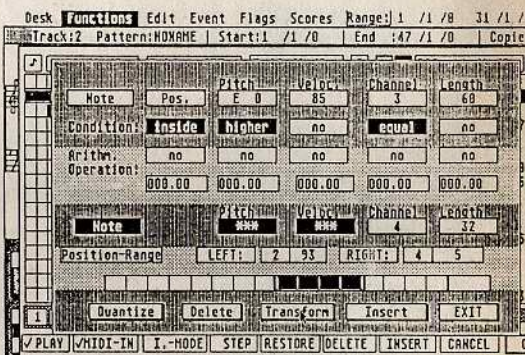 Desk Functions Edit Event Flags Scores Range: 1 /1 /8 31 /1 /
Track:2 Pattern:NONAME Start:1 /1 /0 End :47 /1 /0 Copie
Pitch Veloc. Channel Length
Note Pos. E 0 85 3 60
Condition: inside higher no equal no
Arithm. no no no no no
Operation:
000.00 000.00 000.00 000.00 000.00
Pitch Veloc. Channel Length
Note *** *** 4 32
Position-Range LEFT: 2 93 RIGHT: 4 5
1 Quantize Delete Transform Insert EXIT
✓PLAY ✓MIDI-IN I.-MODE STEP RESTORE DELETE INSERT CANCEL